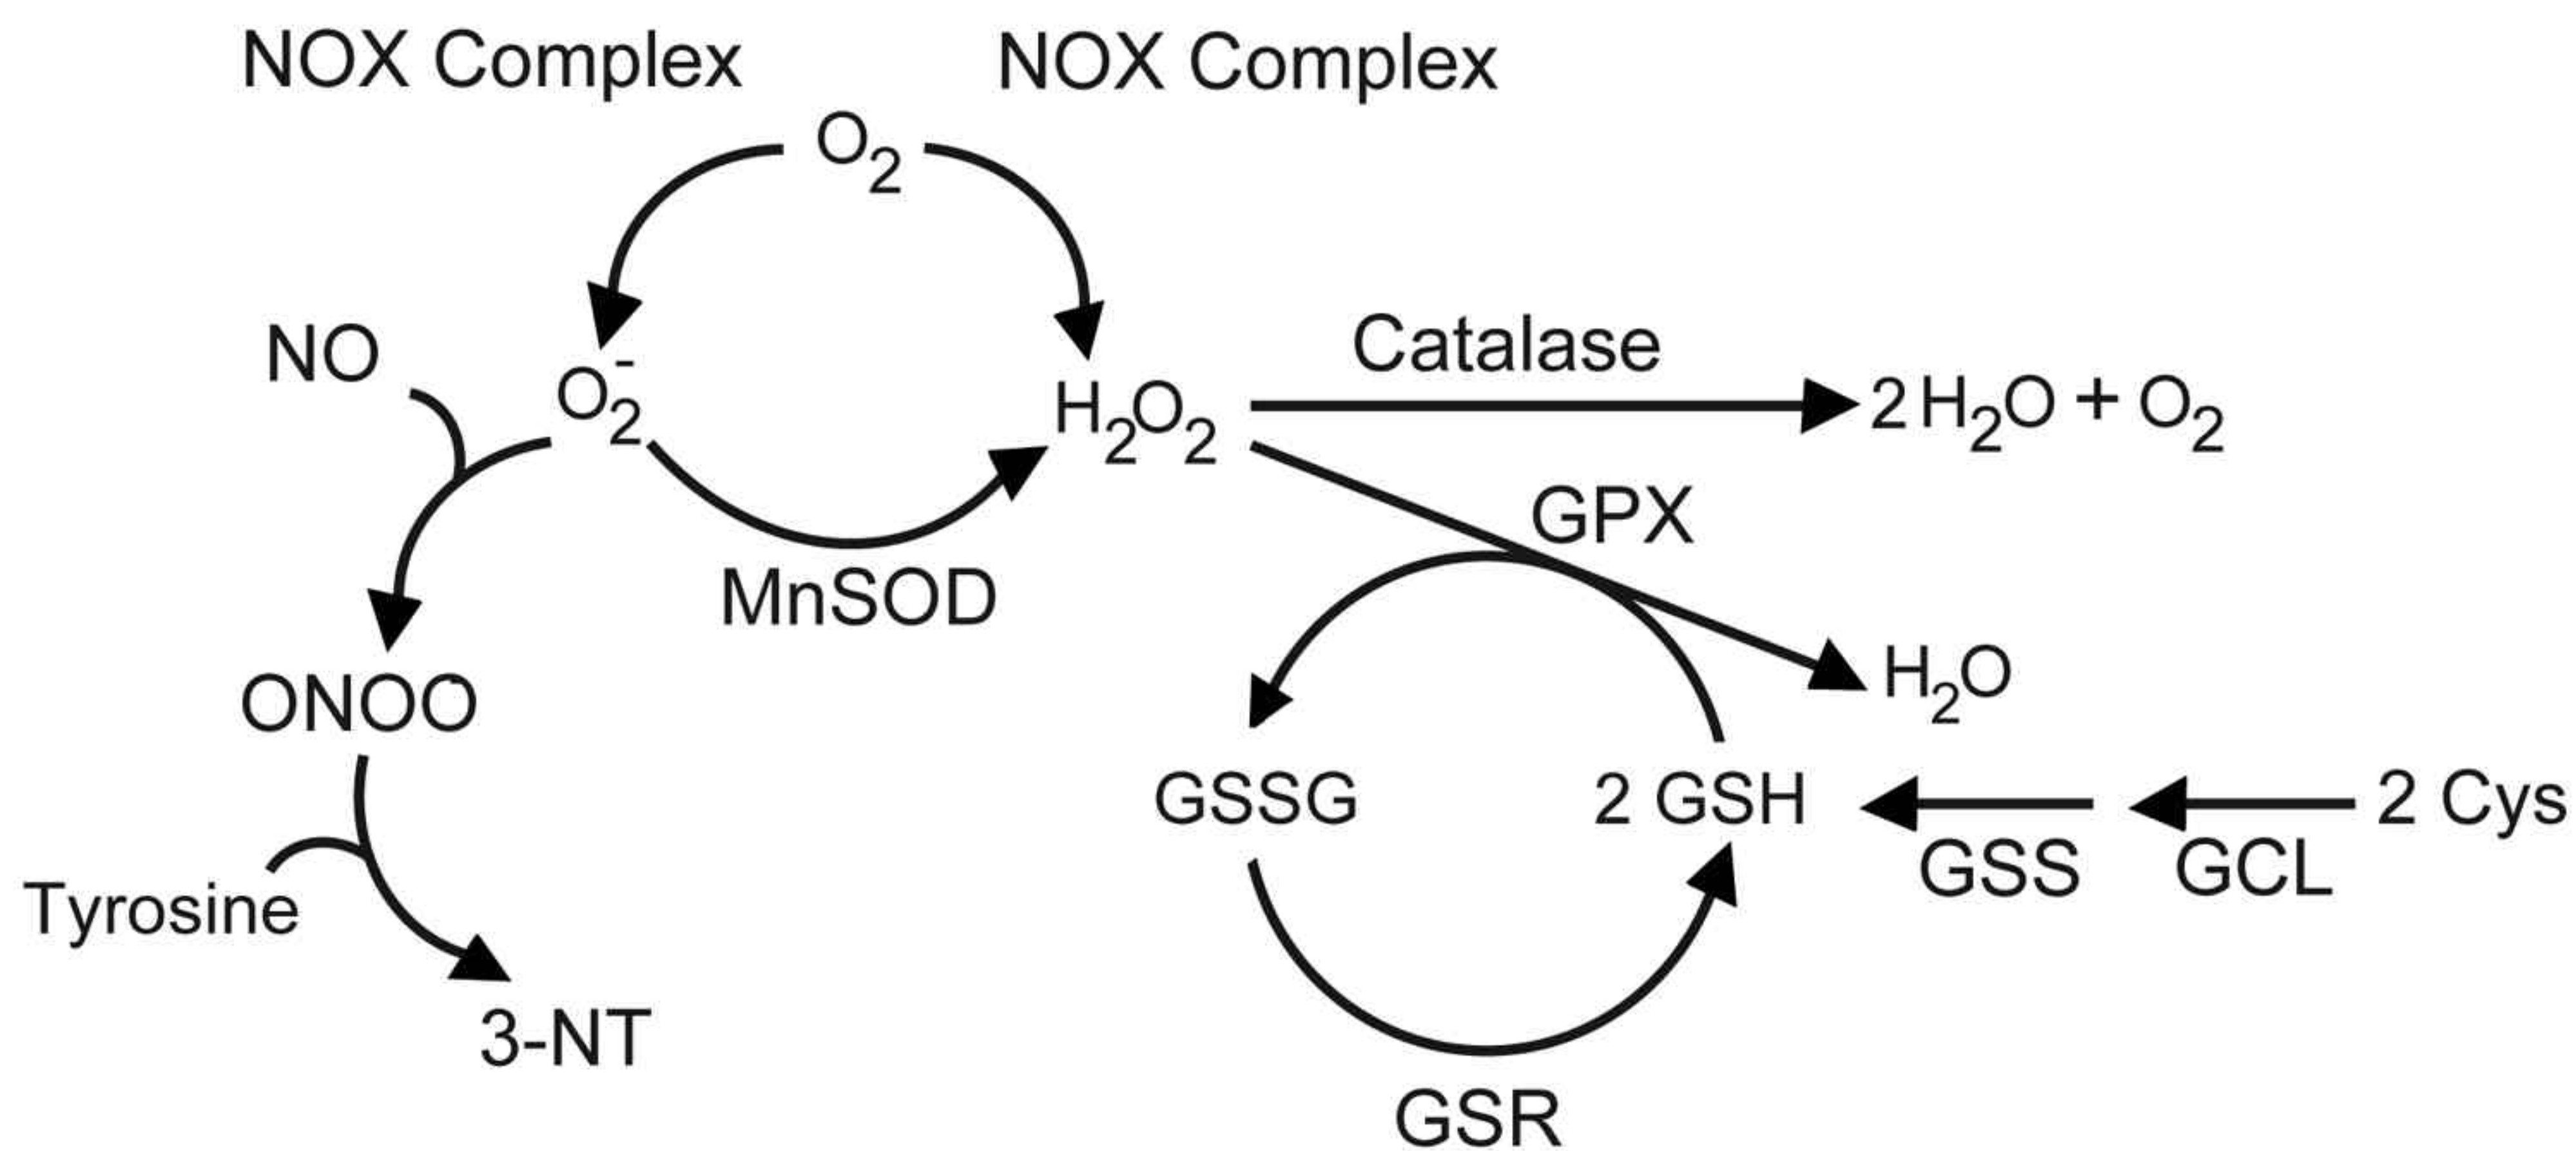 NOX Complex
NOX Complex
O2
NO
O2-
H2O2
Catalase
2 H2O + O2
GPX
MnSOD
H2O
ONOO-
GSSG
2 GSH
2 Cys
GSS
GCL
Tyrosine
3-NT
GSR